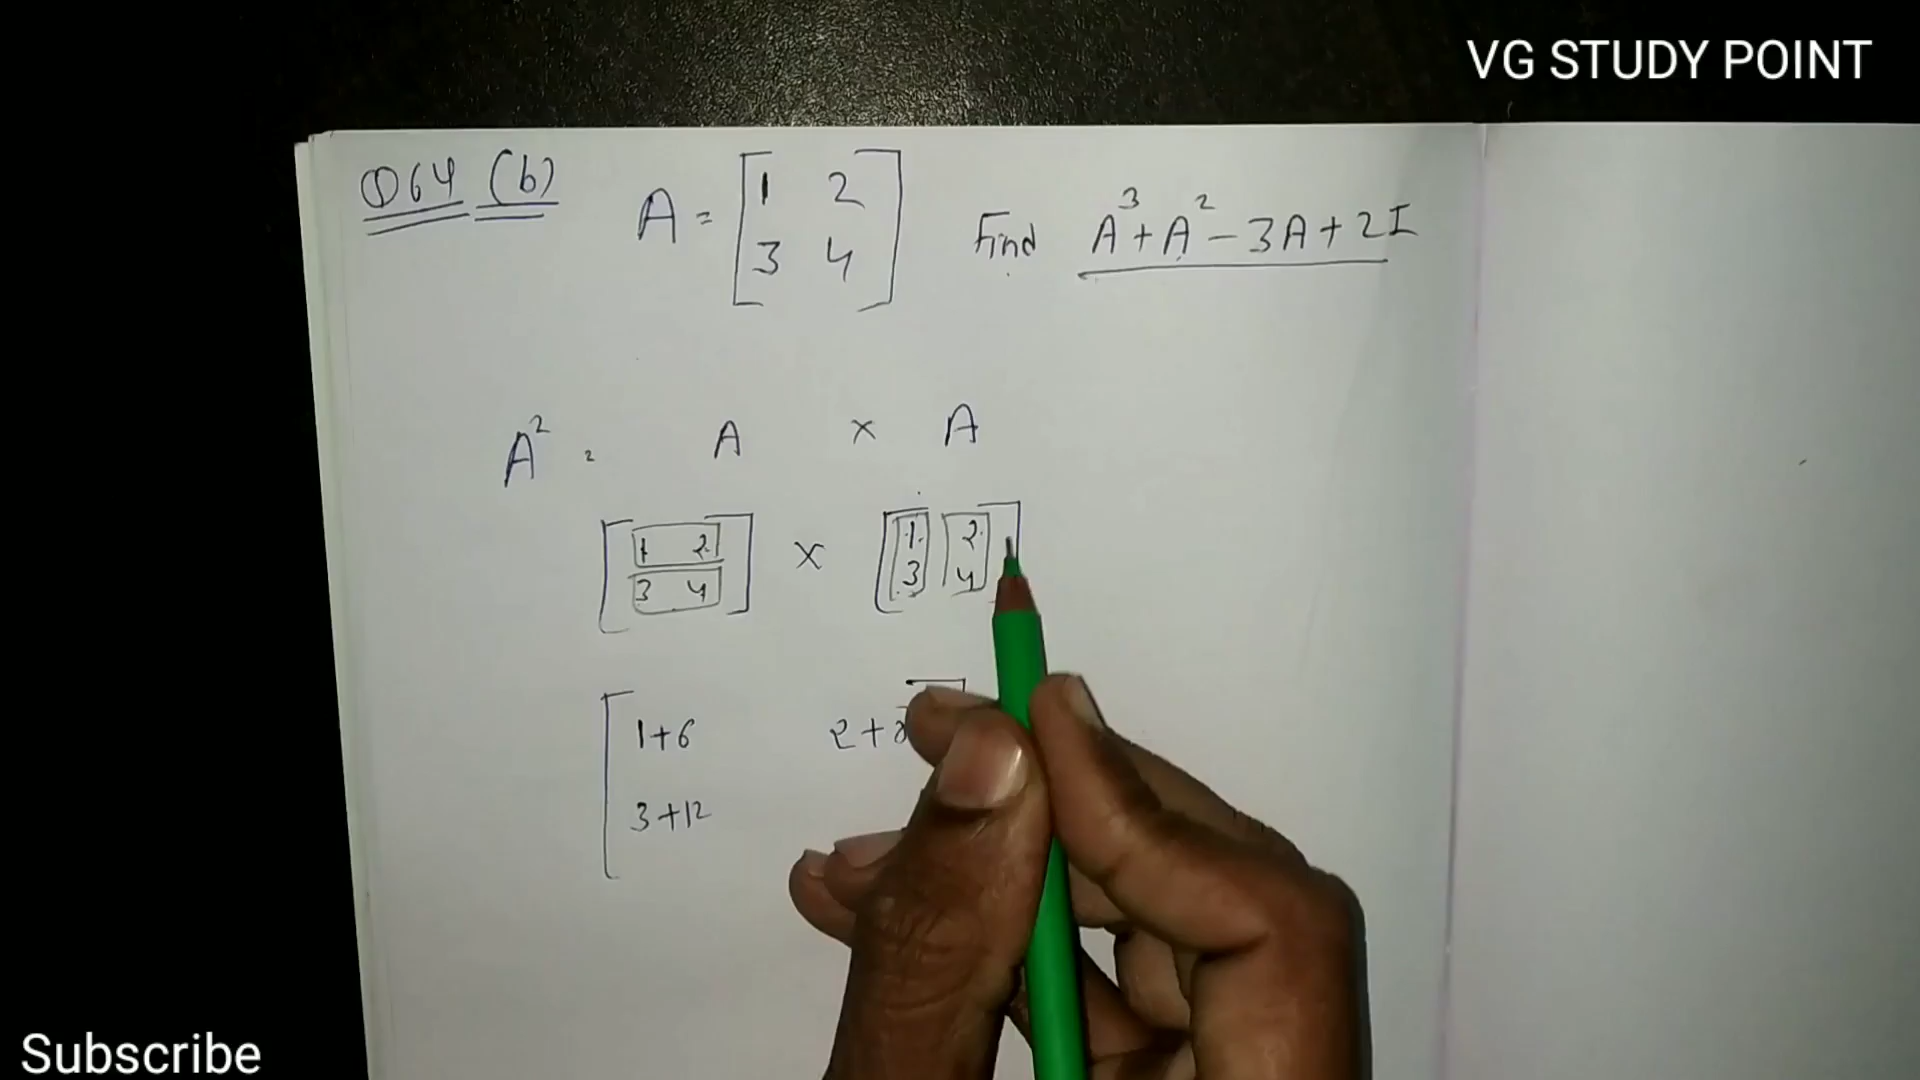 VG STUDY POINT
Q64 (b) A = [1 2 3 4] Find A³+A²-3A+2I
A² = A × A
[1 2 3 4] × [1 2 3 4]
[1+6 2+8
3+12
Subscribe